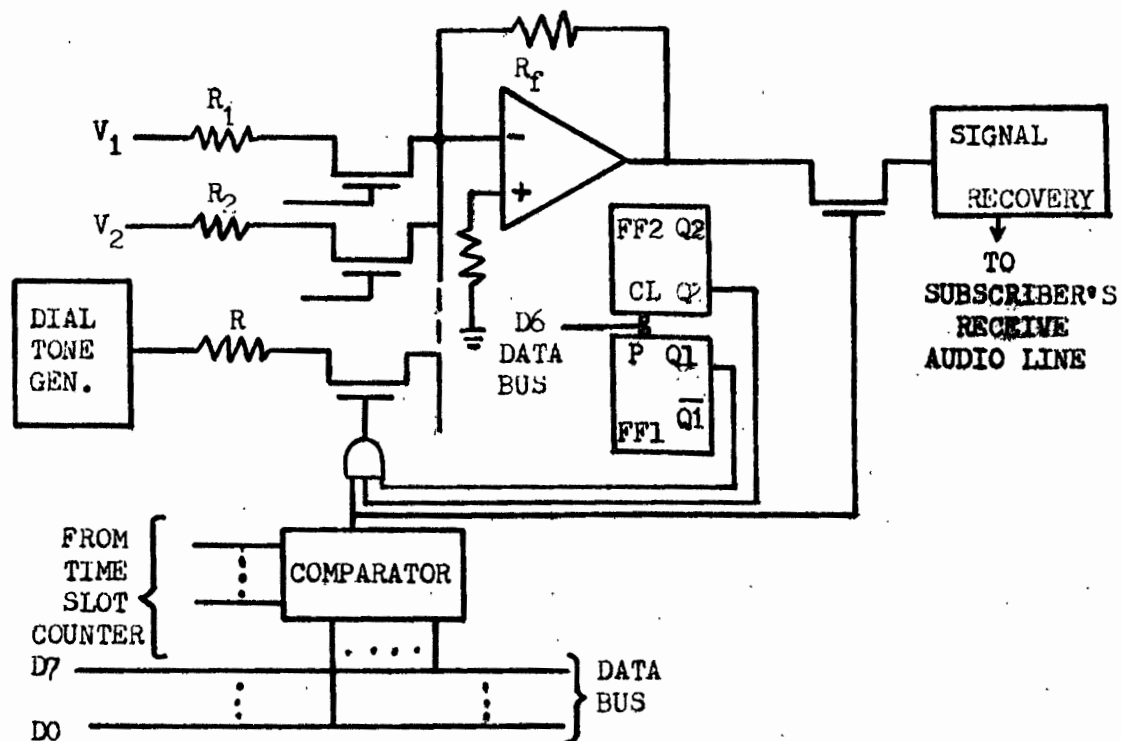 R1
V1
R2
V2
Rf
-
+
SIGNAL
RECOVERY
TO
SUBSCRIBER'S
RECEIVE
AUDIO LINE
DIAL
TONE
GEN.
R
FF2 Q2
CL Q2
D6
DATA
BUS
P Q1
Q1
FF1
FROM
TIME
SLOT
COUNTER
COMPARATOR
D7
D0
DATA
BUS